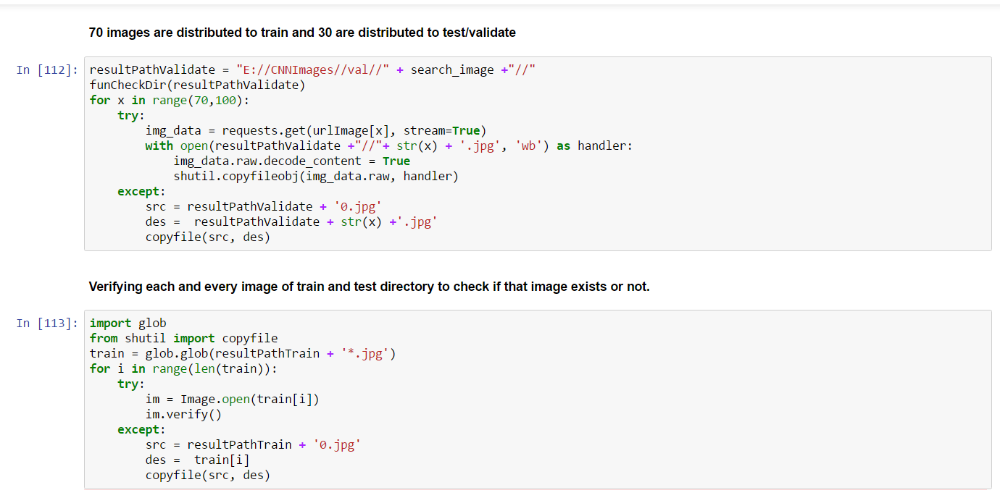 70 images are distributed to train and 30 are distributed to test/validate
In [112]: resultPathValidate = "E://CNNImages//val//" + search_image +"//"
funCheckDir(resultPathValidate)
for x in range(70,100):
    try:
        img_data = requests.get(urlImage[x], stream=True)
        with open(resultPathValidate +"//"+ str(x) + '.jpg', 'wb') as handler:
            img_data.raw.decode_content = True
            shutil.copyfileobj(img_data.raw, handler)
    except:
        src = resultPathValidate + '0.jpg'
        des =  resultPathValidate + str(x) +'.jpg'
        copyfile(src, des)
Verifying each and every image of train and test directory to check if that image exists or not.
In [113]: import glob
from shutil import copyfile
train = glob.glob(resultPathTrain + '*.jpg')
for i in range(len(train)):
    try:
        im = Image.open(train[i])
        im.verify()
    except:
        src = resultPathTrain + '0.jpg'
        des =  train[i]
        copyfile(src, des)